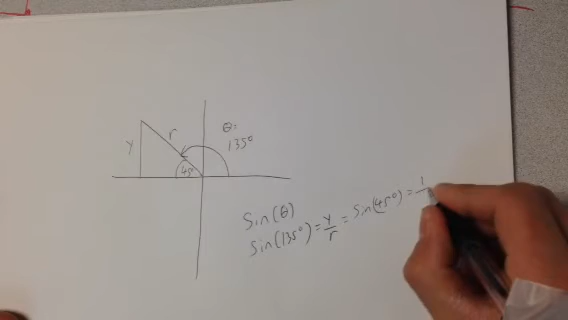 θ=
135°
r
y
45°
Sin(θ)
Sin(135°) = y/r = Sin(45°) = 1